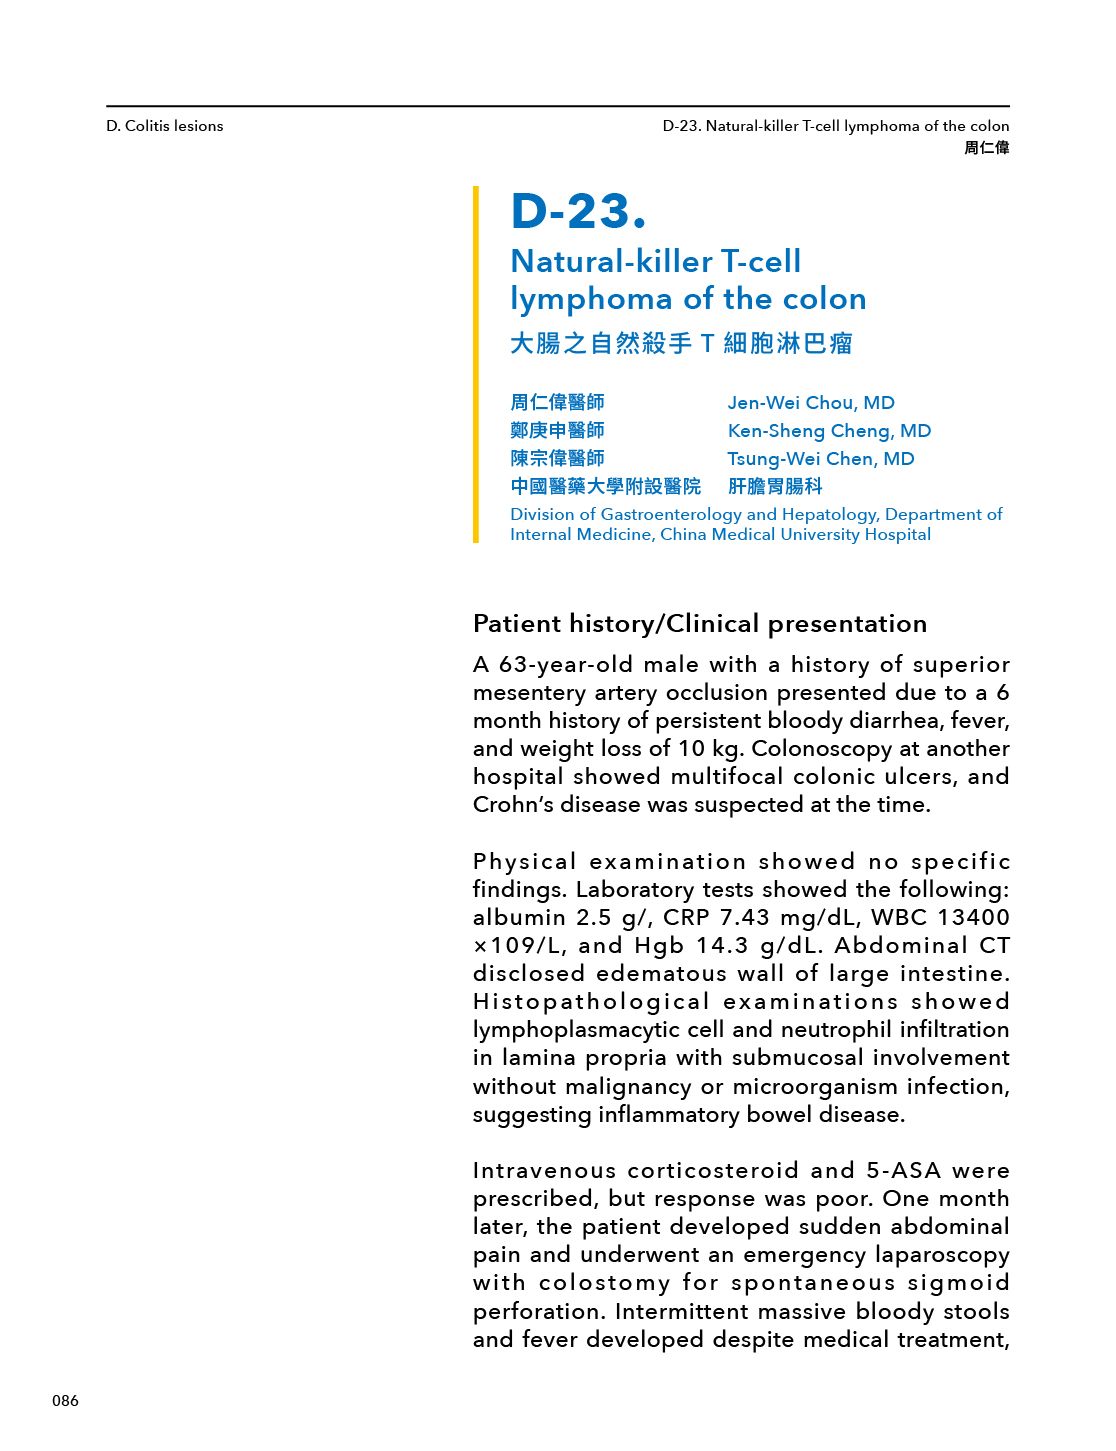 D. Colitis lesions
D-23. Natural-killer T-cell lymphoma of the colon
周仁偉
D-23.
Natural-killer T-cell
lymphoma of the colon
大腸之自然殺手 T 細胞淋巴瘤
周仁偉醫師 Jen-Wei Chou, MD
鄭庚申醫師 Ken-Sheng Cheng, MD
陳宗偉醫師 Tsung-Wei Chen, MD
中國醫藥大學附設醫院 肝膽胃腸科
Division of Gastroenterology and Hepatology, Department of
Internal Medicine, China Medical University Hospital
Patient history/Clinical presentation
A 63-year-old male with a history of superior
mesentery artery occlusion presented due to a 6
month history of persistent bloody diarrhea, fever,
and weight loss of 10 kg. Colonoscopy at another
hospital showed multifocal colonic ulcers, and
Crohn’s disease was suspected at the time.
Physical examination showed no specific
findings. Laboratory tests showed the following:
albumin 2.5 g/, CRP 7.43 mg/dL, WBC 13400
×109/L, and Hgb 14.3 g/dL. Abdominal CT
disclosed edematous wall of large intestine.
Histopathological examinations showed
lymphoplasmacytic cell and neutrophil infiltration
in lamina propria with submucosal involvement
without malignancy or microorganism infection,
suggesting inflammatory bowel disease.
Intravenous corticosteroid and 5-ASA were
prescribed, but response was poor. One month
later, the patient developed sudden abdominal
pain and underwent an emergency laparoscopy
with colostomy for spontaneous sigmoid
perforation. Intermittent massive bloody stools
and fever developed despite medical treatment,
086